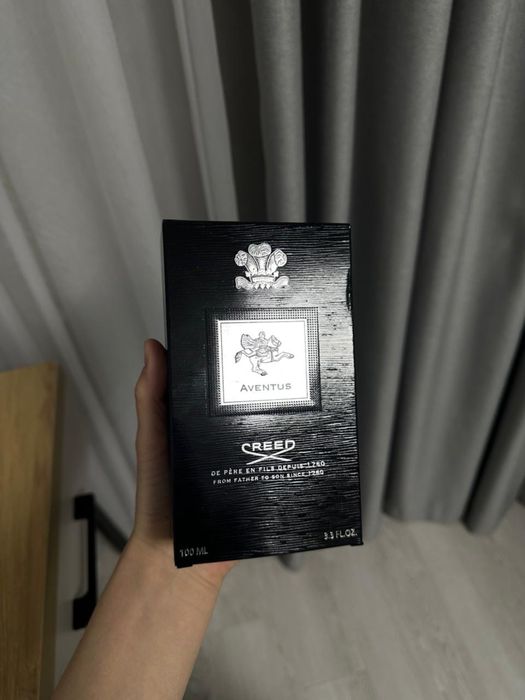 AVENTUS
CREED
DE PÈRE EN FILS DEPUIS 1760
FROM FATHER TO SON SINCE 1760
100 ML
3.3 FL.OZ.